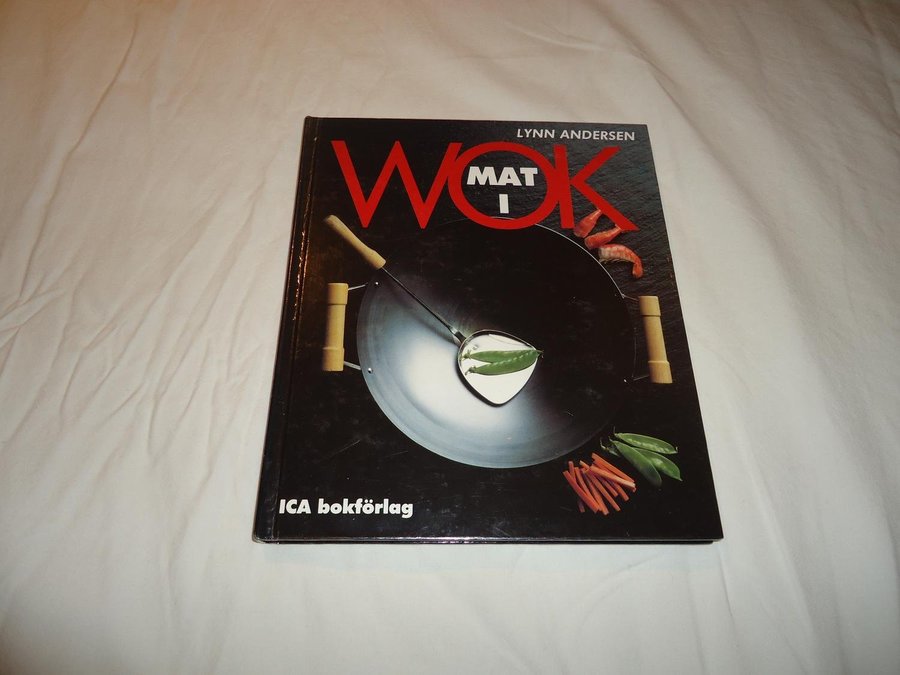 LYNN ANDERSEN
MAT
I
WOK
ICA bokförlag